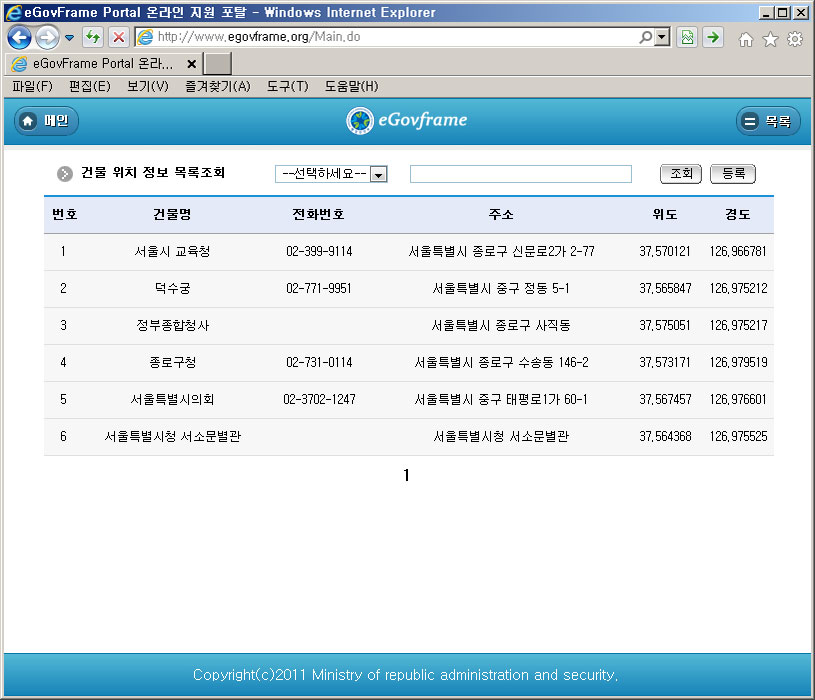 eGovFrame Portal 온라인 지원 포탈 - Windows Internet Explorer
http://www.egovframe.org/Main.do
eGovFrame Portal 온라...
파일(F) 편집(E) 보기(V) 즐겨찾기(A) 도구(T) 도움말(H)
메인 eGovframe 목록
건물 위치 정보 목록조회 --선택하세요-- 조회 등록
번호 건물명 전화번호 주소 위도 경도
1 서울시 교육청 02-399-9114 서울특별시 종로구 신문로2가 2-77 37.570121 126.966781
2 덕수궁 02-771-9951 서울특별시 중구 정동 5-1 37.565847 126.975212
3 정부종합청사 서울특별시 종로구 사직동 37.575051 126.975217
4 종로구청 02-731-0114 서울특별시 종로구 수송동 146-2 37.573171 126.979519
5 서울특별시의회 02-3702-1247 서울특별시 중구 태평로1가 60-1 37.567457 126.976601
6 서울특별시청 서소문별관 서울특별시청 서소문별관 37.564368 126.975525
1
Copyright(c)2011 Ministry of republic administration and security.